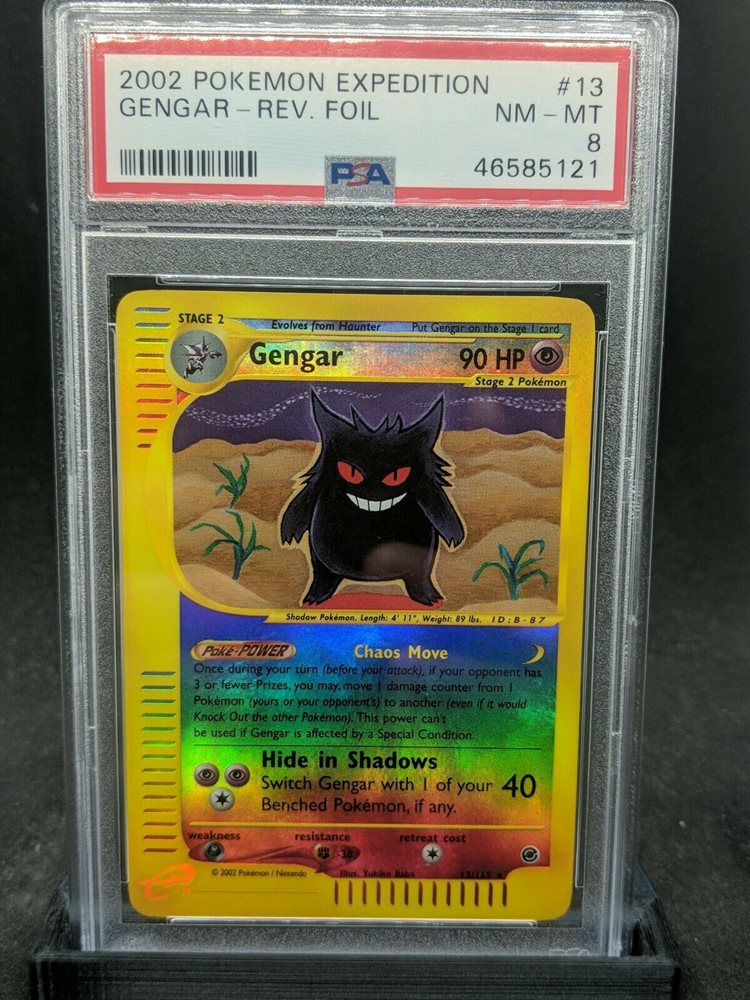 2002 POKEMON EXPEDITION #13
GENGAR - REV. FOIL NM - MT
8
PSA 46585121
STAGE 2 Evolves from Haunter Put Gengar on the Stage 1 card
Gengar 90 HP
Stage 2 Pokémon
Shadow Pokémon. Length: 4' 11", Weight: 89 lbs. ID:B-87
Poké-POWER Chaos Move
Once during your turn (before your attack), if your opponent has
3 or fewer Prizes, you may move 1 damage counter from 1
Pokémon (yours or your opponent's) to another (even if it would
Knock Out the other Pokémon). This power can't
be used if Gengar is affected by a Special Condition.
Hide in Shadows
Switch Gengar with 1 of your 40
Benched Pokémon, if any.
weakness resistance retreat cost
-30
© 2002 Pokémon / Nintendo Illus. Yukiko Baba 13/165 ★